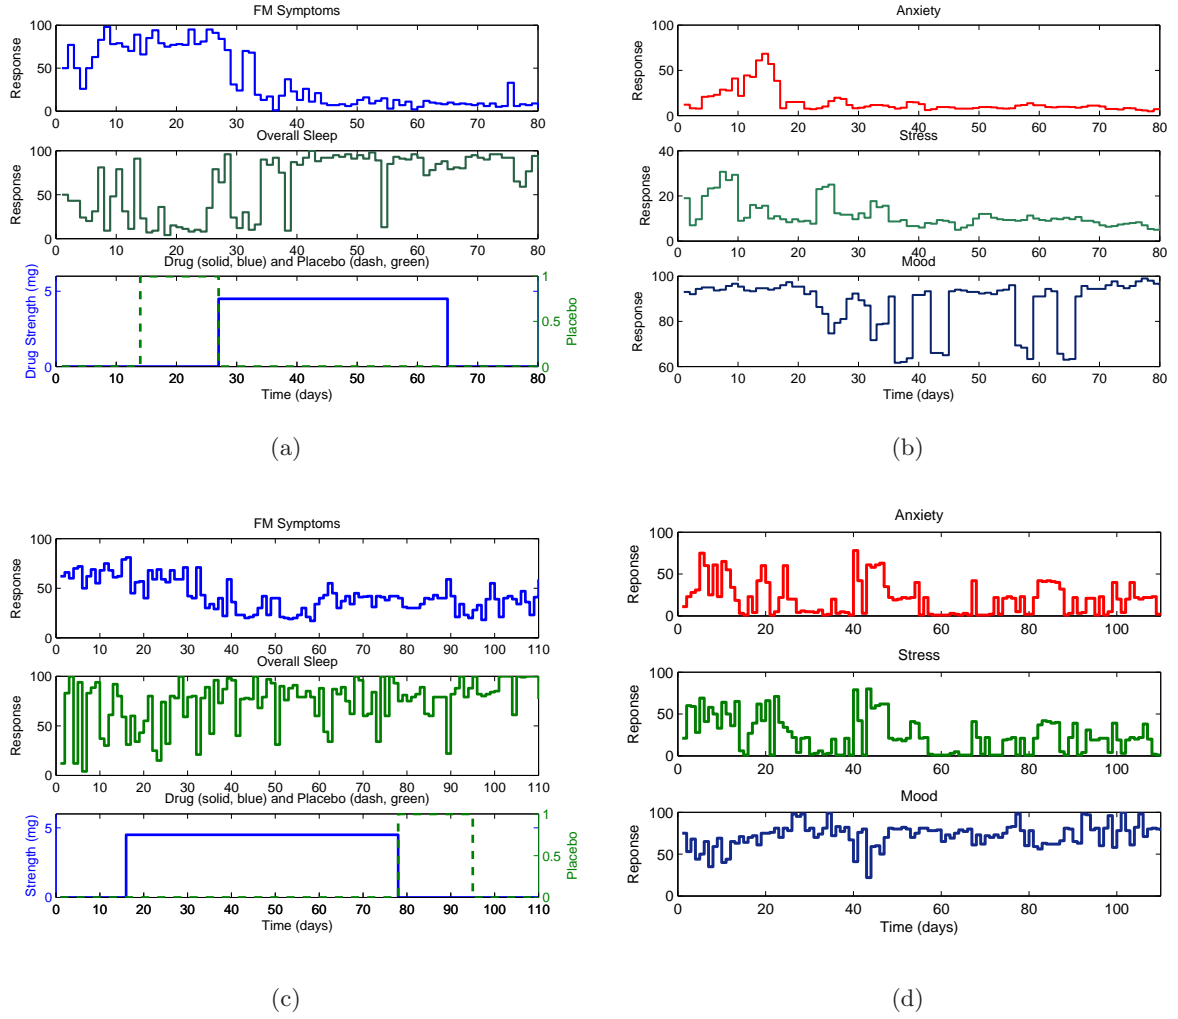 FM Symptoms
Response
100
50
0
0 10 20 30 40 50 60 70 80
Overall Sleep
Response
100
50
0
0 10 20 30 40 50 60 70 80
Drug (solid, blue) and Placebo (dash, green)
Drug Strength (mg)
5
0
1
0.5
0
Placebo
0 10 20 30 40 50 60 70 80
Time (days)
(a)
Anxiety
Response
100
50
0
0 10 20 30 40 50 60 70 80
Stress
Response
40
20
0
0 10 20 30 40 50 60 70 80
Mood
Response
100
80
60
0 10 20 30 40 50 60 70 80
Time (days)
(b)
FM Symptoms
Response
100
50
0
0 10 20 30 40 50 60 70 80 90 100 110
Overall Sleep
Response
100
50
0
0 10 20 30 40 50 60 70 80 90 100 110
Drug (solid, blue) and Placebo (dash, green)
Strength (mg)
5
0
1
0.5
0
Placebo
0 10 20 30 40 50 60 70 80 90 100 110
Time (days)
(c)
Anxiety
Response
100
50
0
0 20 40 60 80 100
Stress
Response
100
50
0
0 20 40 60 80 100
Mood
Reponse
100
50
0
0 20 40 60 80 100
Time (days)
(d)